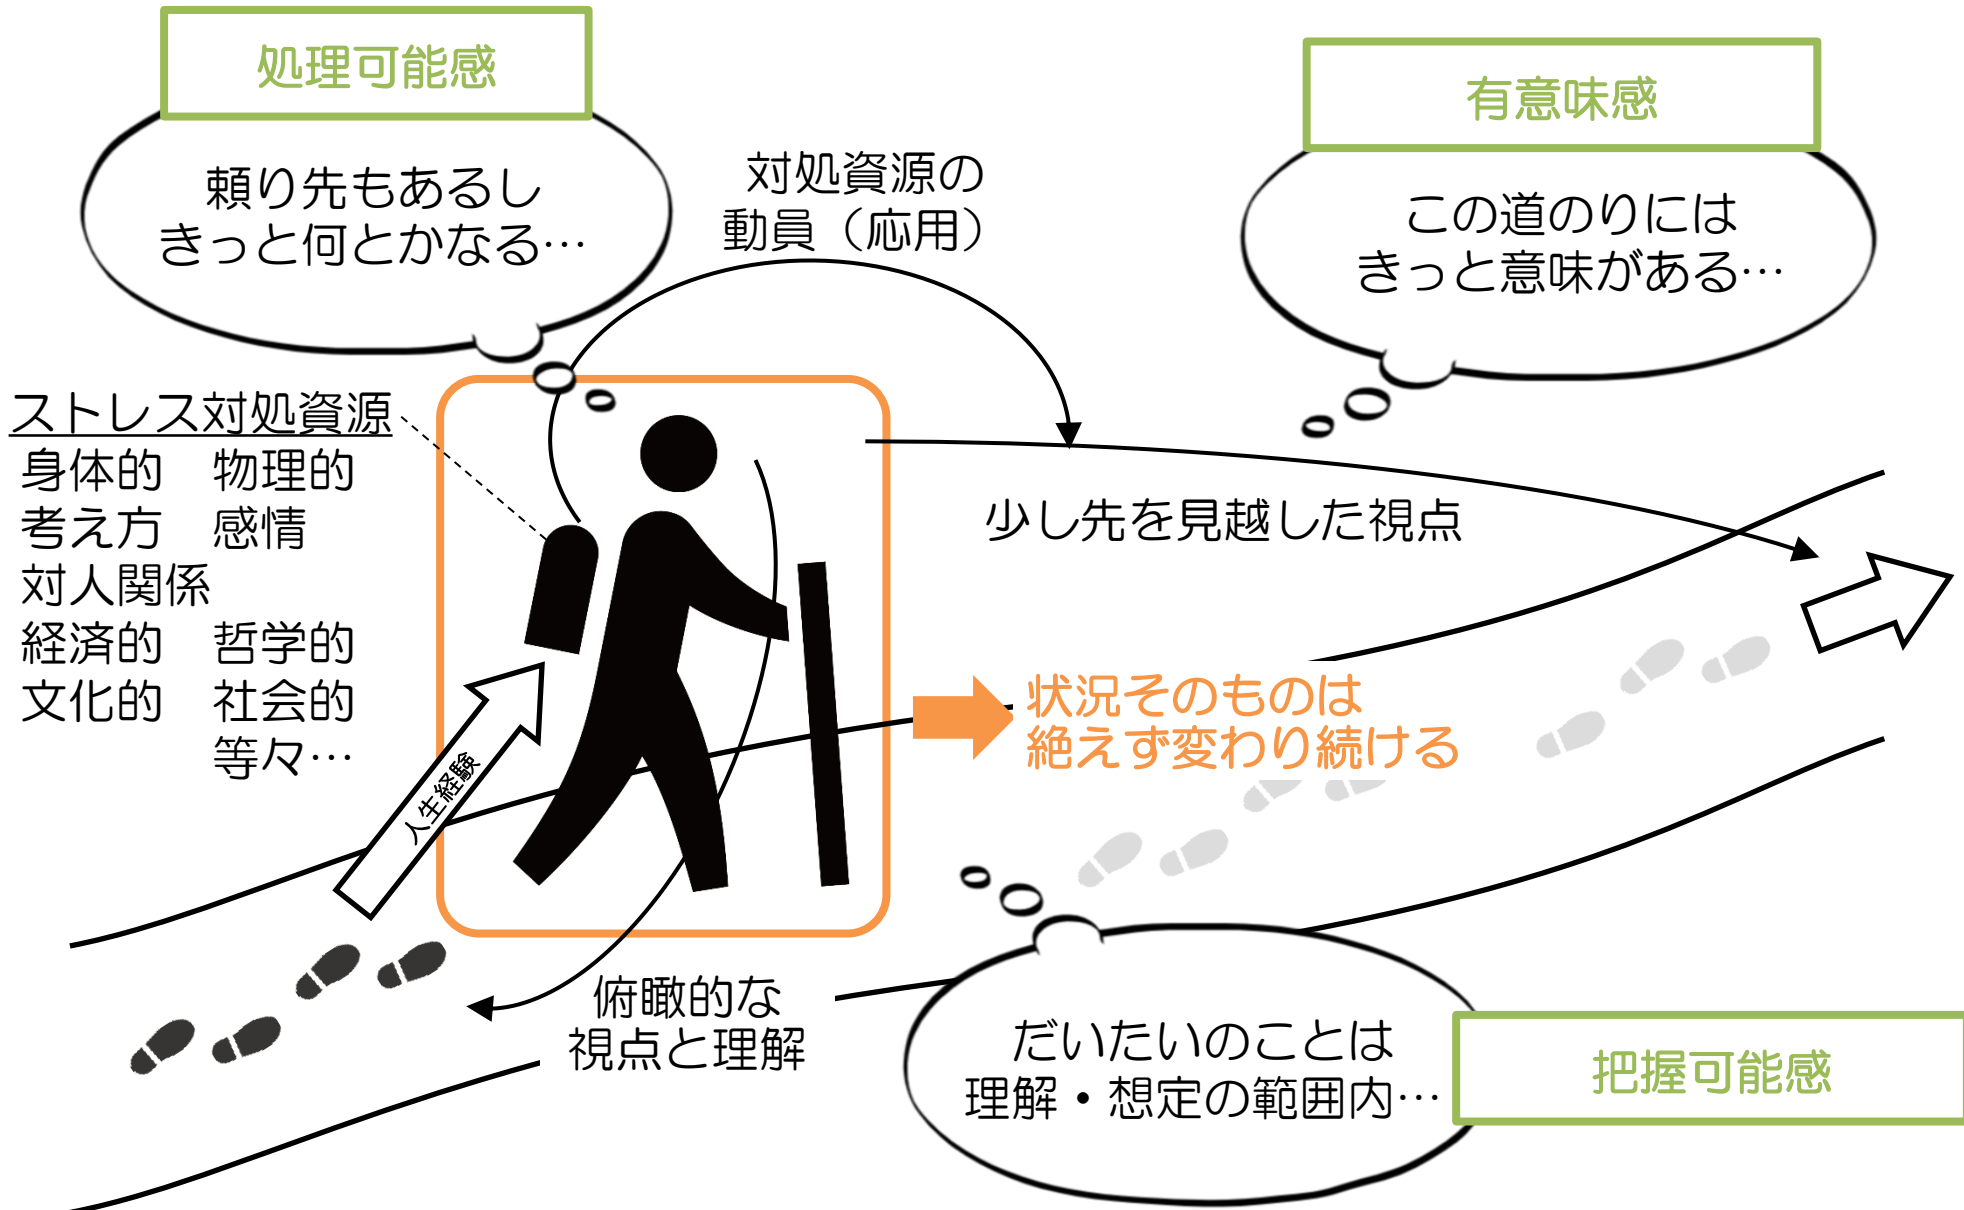 処理可能感
頼り先もあるし
きっと何とかなる…
対処資源の
動員（応用）
有意味感
この道のりには
きっと意味がある…
ストレス対処資源
身体的　物理的
考え方　感情
対人関係
経済的　哲学的
文化的　社会的
等々…
人生経験
少し先を見越した視点
状況そのものは
絶えず変わり続ける
俯瞰的な
視点と理解
だいたいのことは
理解・想定の範囲内…
把握可能感